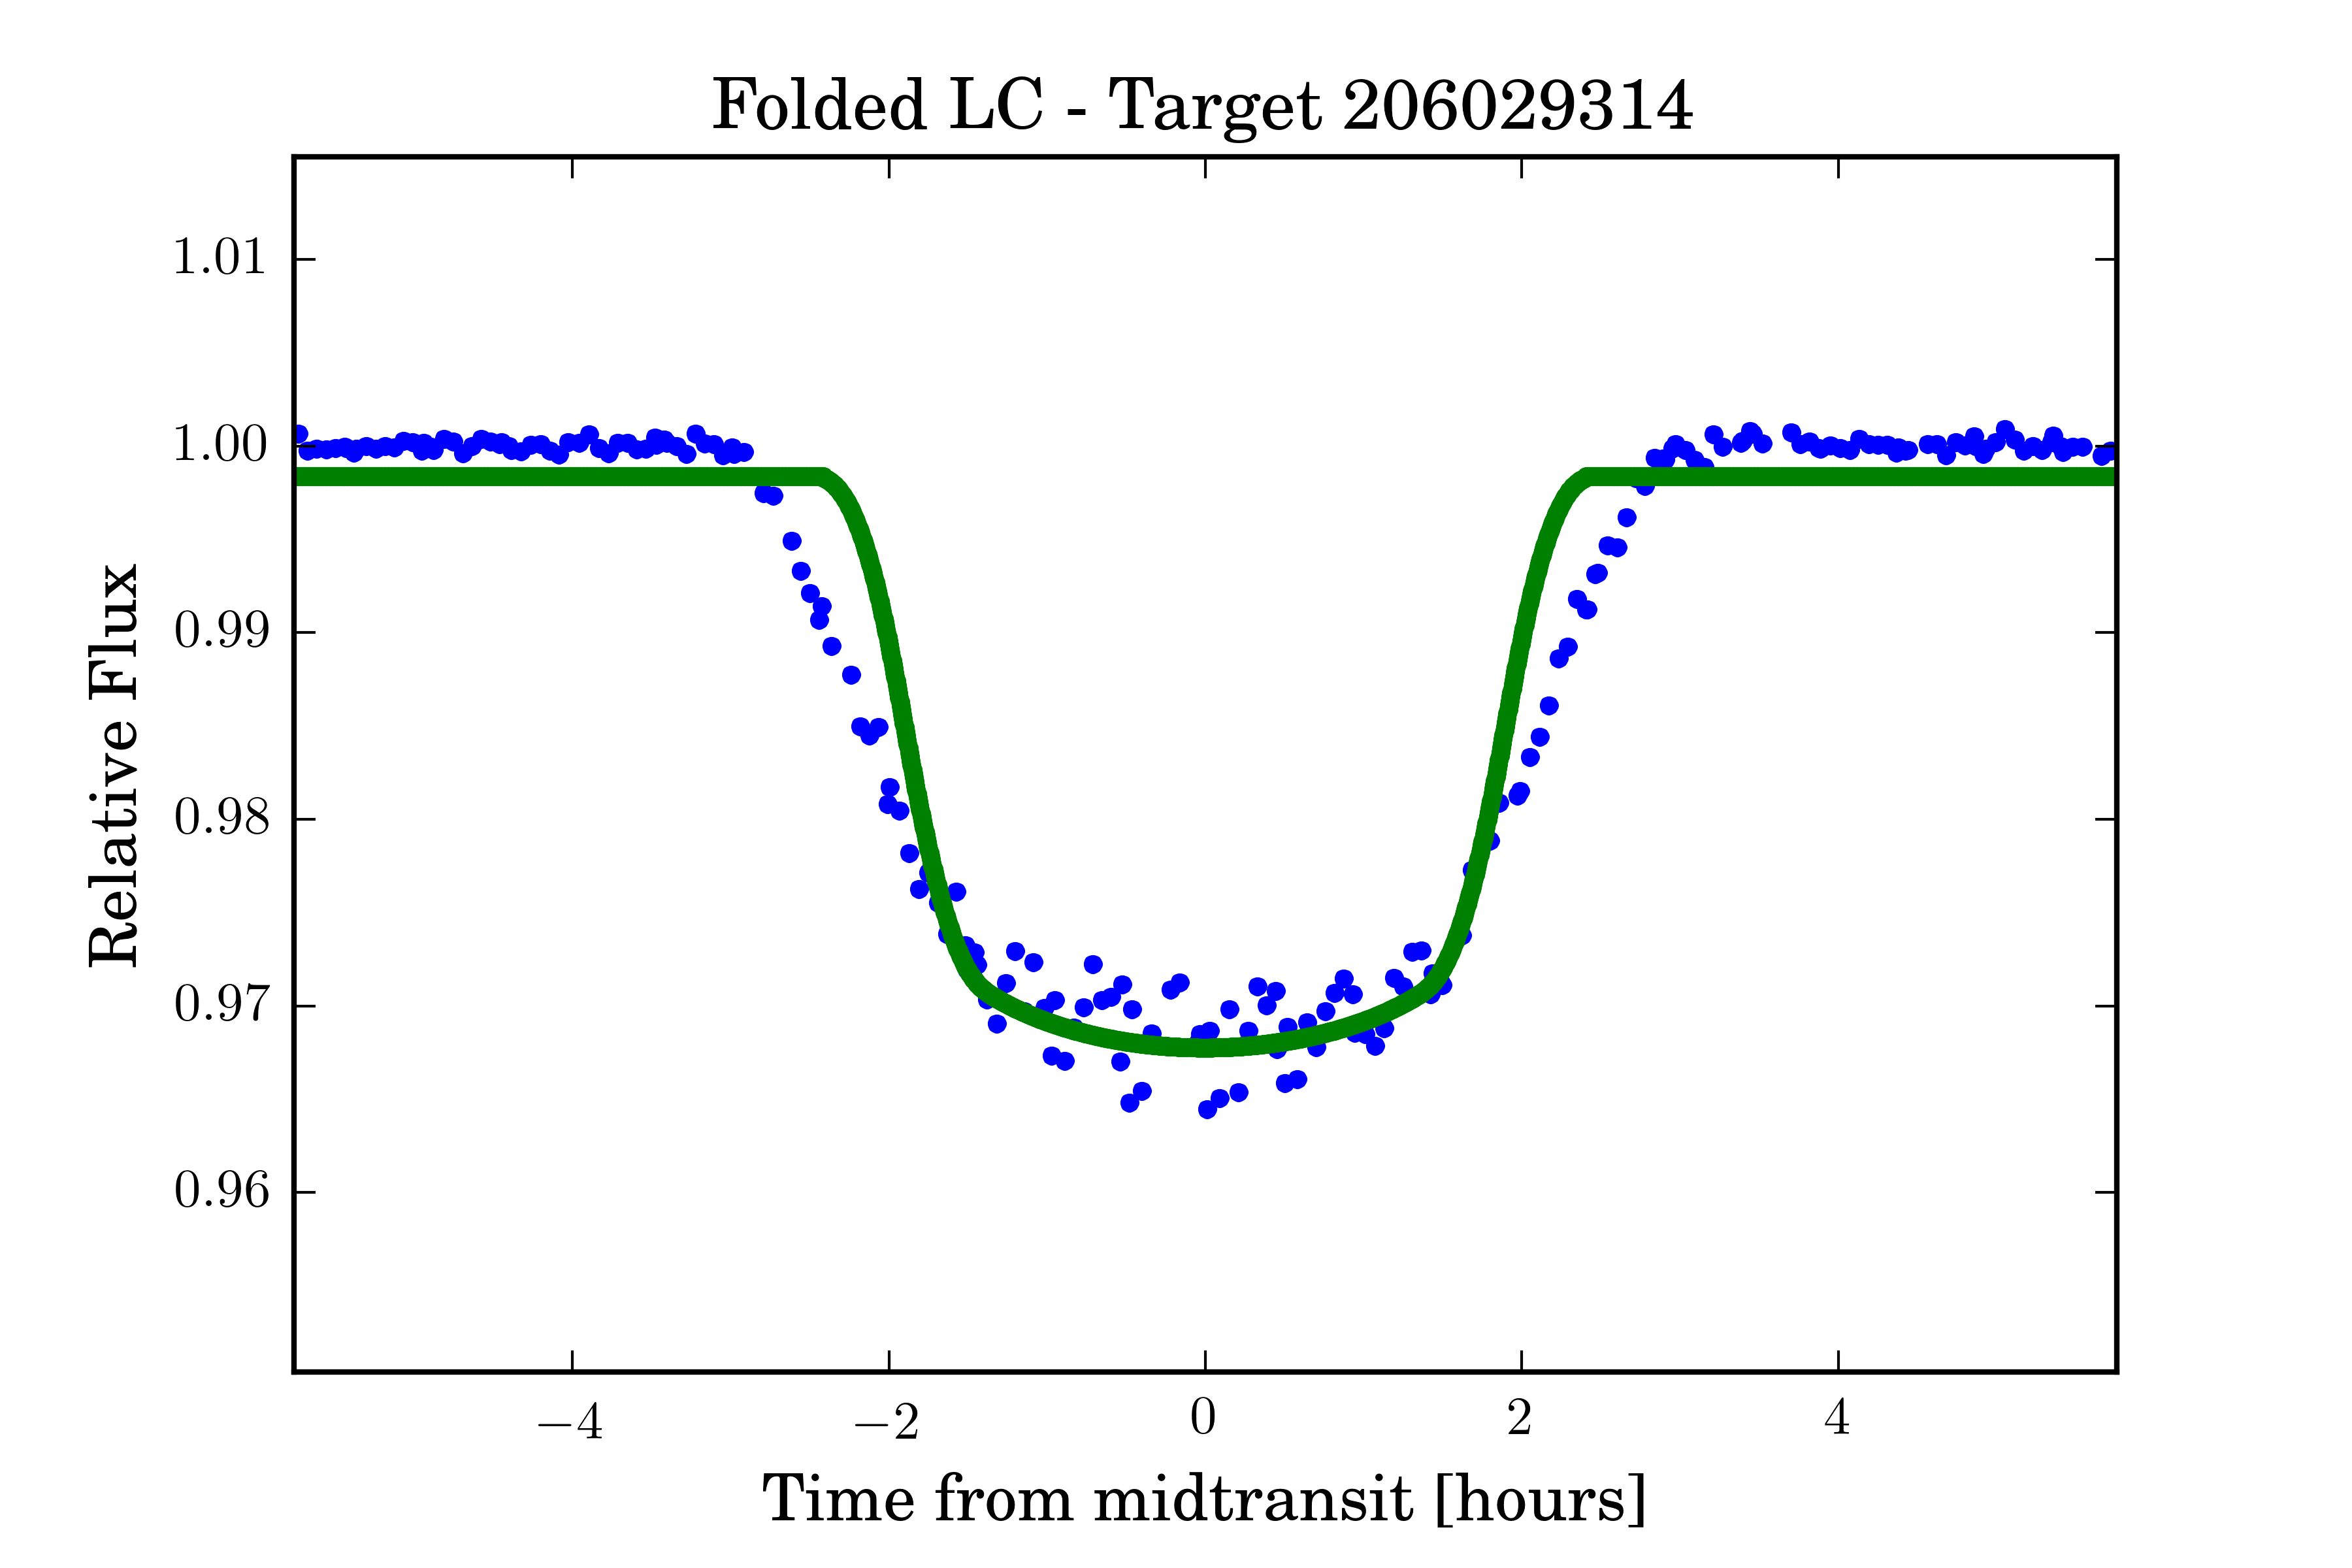 Folded LC - Target 206029314
1.01
1.00
0.99
0.98
0.97
0.96
Relative Flux
−4 −2 0 2 4
Time from midtransit [hours]